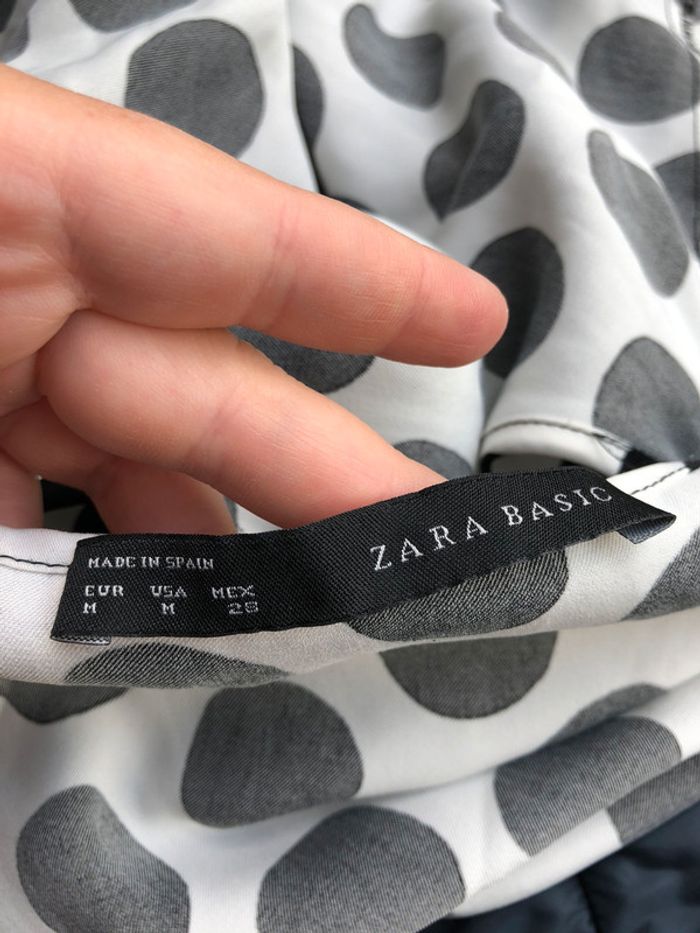 ZARA BASIC
MADE IN SPAIN
EUR USA MEX
M M 28